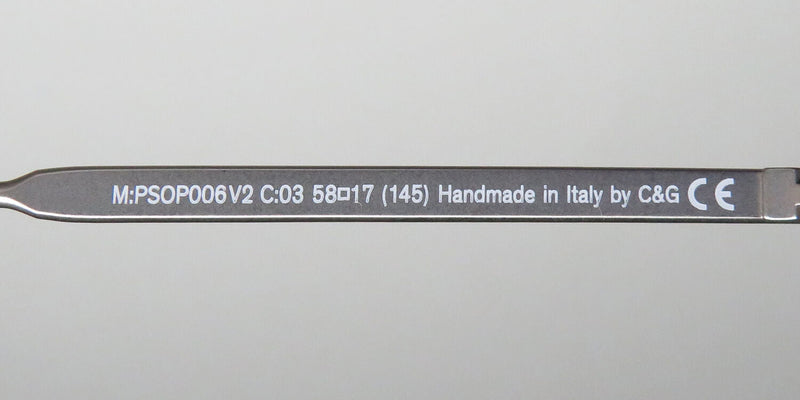 M:PSOP006V2 C:03 58□17 (145) Handmade in Italy by C&G CE